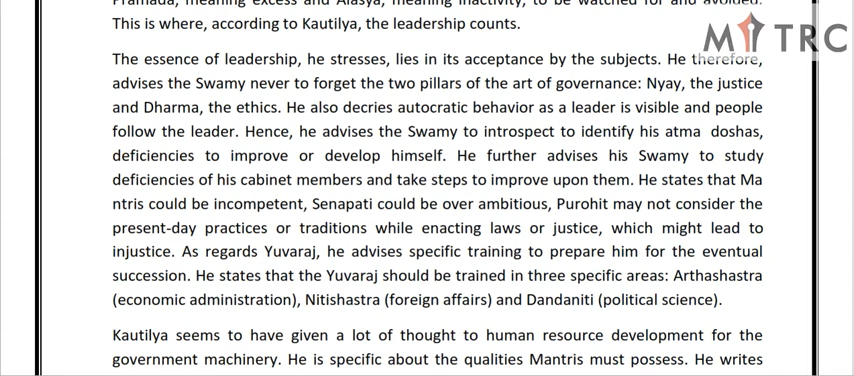 Pramada, meaning excess and Alasya, meaning inactivity, to be watched for and avoided.
This is where, according to Kautilya, the leadership counts.
MTRC
The essence of leadership, he stresses, lies in its acceptance by the subjects. He therefore,
advises the Swamy never to forget the two pillars of the art of governance: Nyay, the justice
and Dharma, the ethics. He also decries autocratic behavior as a leader is visible and people
follow the leader. Hence, he advises the Swamy to introspect to identify his atma doshas,
deficiencies to improve or develop himself. He further advises his Swamy to study
deficiencies of his cabinet members and take steps to improve upon them. He states that Ma
ntris could be incompetent, Senapati could be over ambitious, Purohit may not consider the
present-day practices or traditions while enacting laws or justice, which might lead to
injustice. As regards Yuvaraj, he advises specific training to prepare him for the eventual
succession. He states that the Yuvaraj should be trained in three specific areas: Arthashastra
(economic administration), Nitishastra (foreign affairs) and Dandaniti (political science).
Kautilya seems to have given a lot of thought to human resource development for the
government machinery. He is specific about the qualities Mantris must possess. He writes